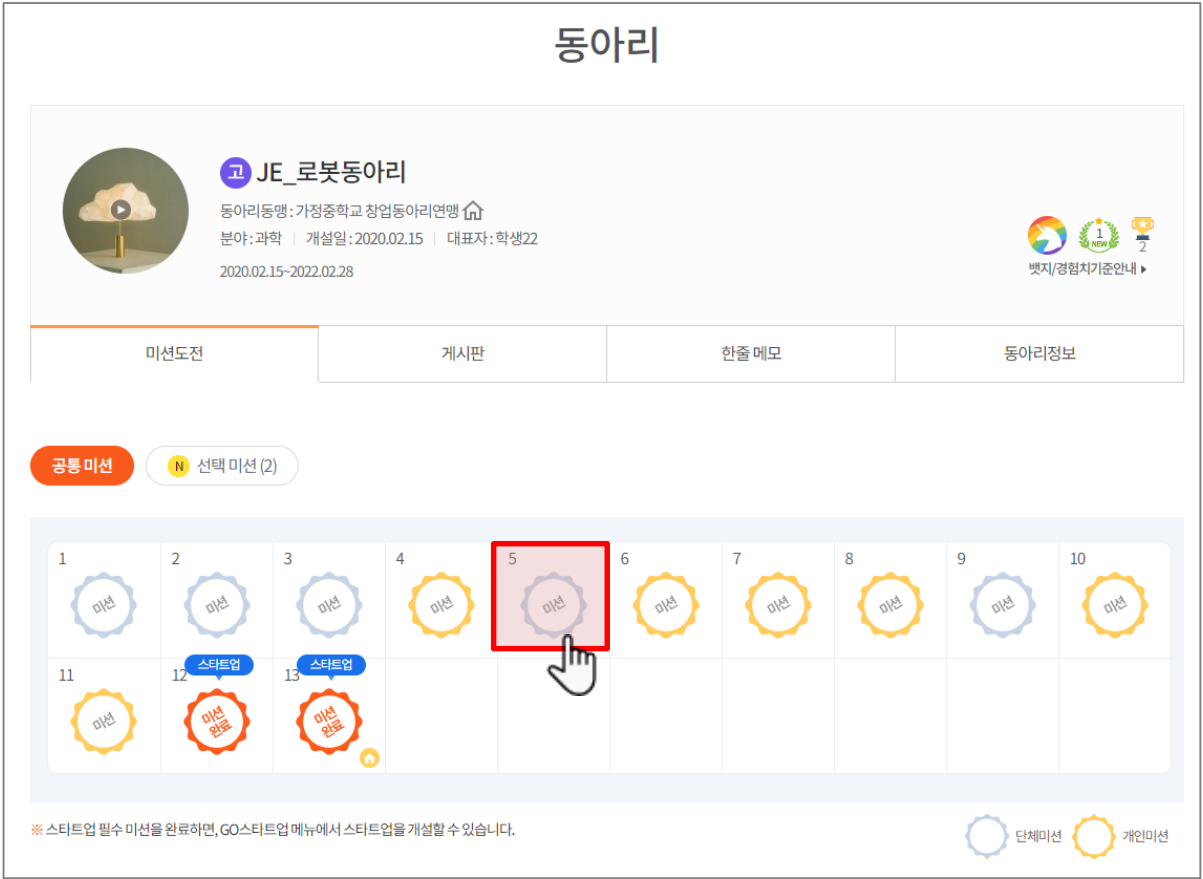 동아리
고 JE_로봇동아리
동아리동맹 : 가정중학교 창업동아리연맹
분야 : 과학 | 개설일 : 2020.02.15 | 대표자 : 학생22
2020.02.15~2022.02.28
1
NEW
2
뱃지/경험치기준안내
미션도전 게시판 한줄 메모 동아리정보
공통 미션 N 선택 미션 (2)
1 2 3 4 5 6 7 8 9 10
미션 미션 미션 미션 미션 미션 미션 미션 미션 미션
스타트업 스타트업
11 12 13
미션 미션 완료 미션 완료
※ 스타트업 필수 미션을 완료하면, GO스타트업 메뉴에서 스타트업을 개설할 수 있습니다.
단체미션 개인미션